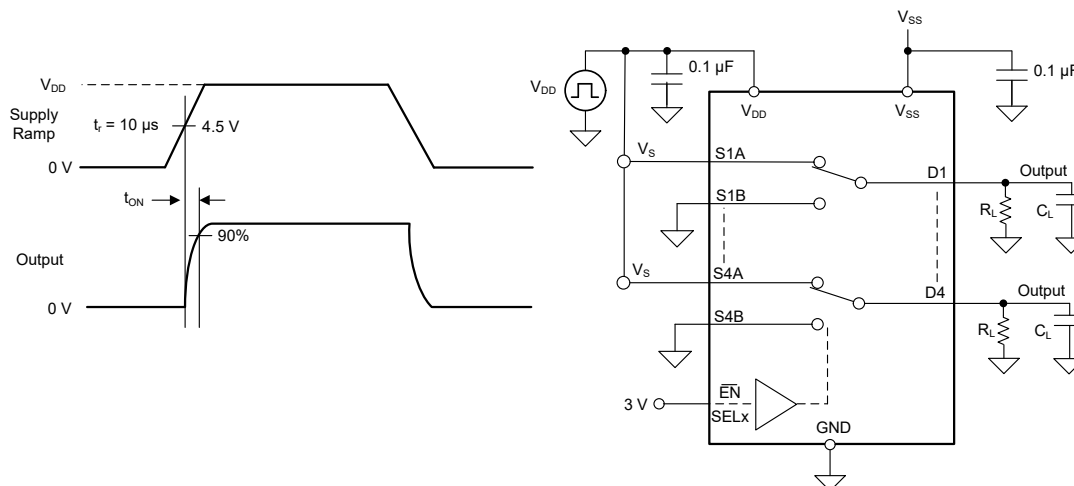 V_DD
Supply
Ramp
t_r = 10 µs
4.5 V
0 V
t_ON
90%
Output
0 V
V_SS
0.1 µF
0.1 µF
V_DD
V_DD
V_SS
V_S
S1A
D1
Output
S1B
R_L
C_L
V_S
S4A
D4
Output
S4B
R_L
C_L
3 V
E̅N̅
SELx
GND